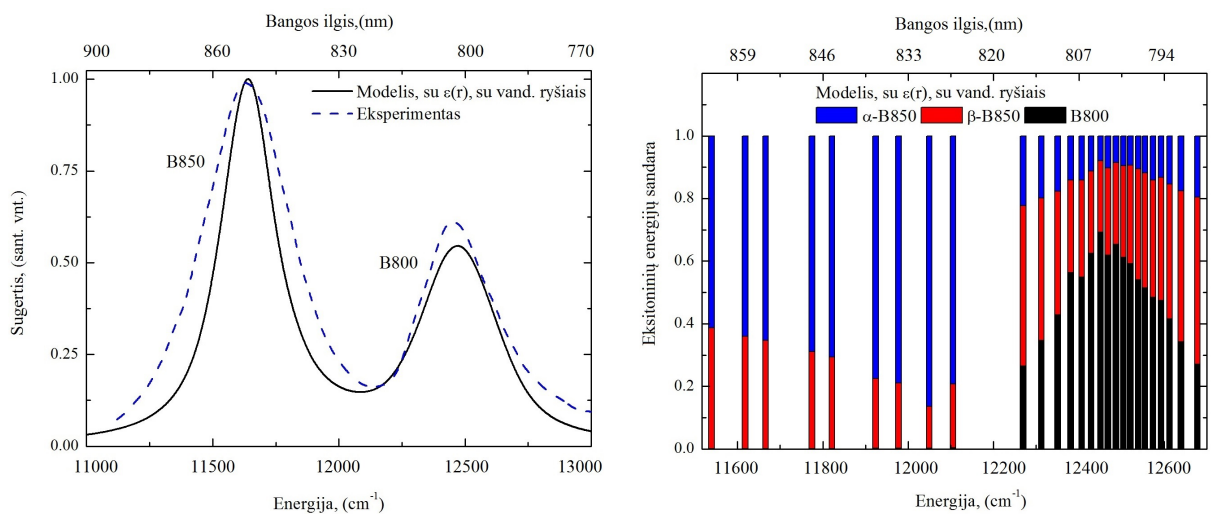 Bangos ilgis,(nm)
900 860 830 800 770
1.00
0.75
0.50
0.25
0.00
Sugertis, (sant. vnt.)
Modelis, su ε(r), su vand. ryšiais
Eksperimentas
B850
B800
11000 11500 12000 12500 13000
Energija, (cm⁻¹)
Bangos ilgis,(nm)
859 846 833 820 807 794
Modelis, su ε(r), su vand. ryšiais
α-B850 β-B850 B800
1.0
0.8
0.6
0.4
0.2
0.0
Eksitoninių energijų sandara
11600 11800 12000 12200 12400 12600
Energija, (cm⁻¹)